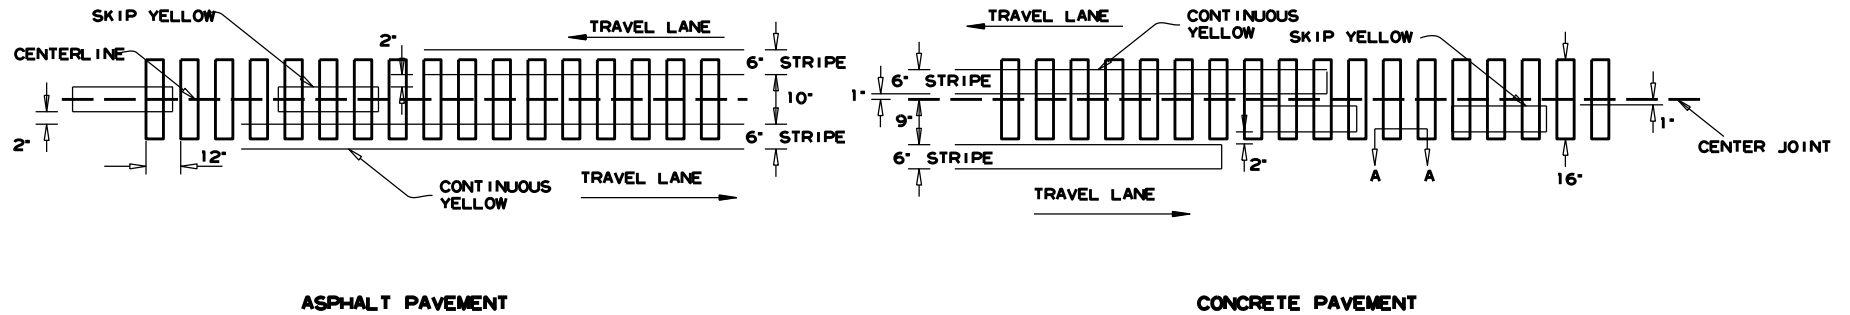 SKIP YELLOW
CENTERLINE
2"
TRAVEL LANE
6" STRIPE
10"
6" STRIPE
2"
12"
CONTINUOUS
YELLOW
TRAVEL LANE
ASPHALT PAVEMENT
TRAVEL LANE
CONTINUOUS
YELLOW
SKIP YELLOW
6" STRIPE
1"
9"
6" STRIPE
2"
A
A
16"
1"
CENTER JOINT
TRAVEL LANE
CONCRETE PAVEMENT